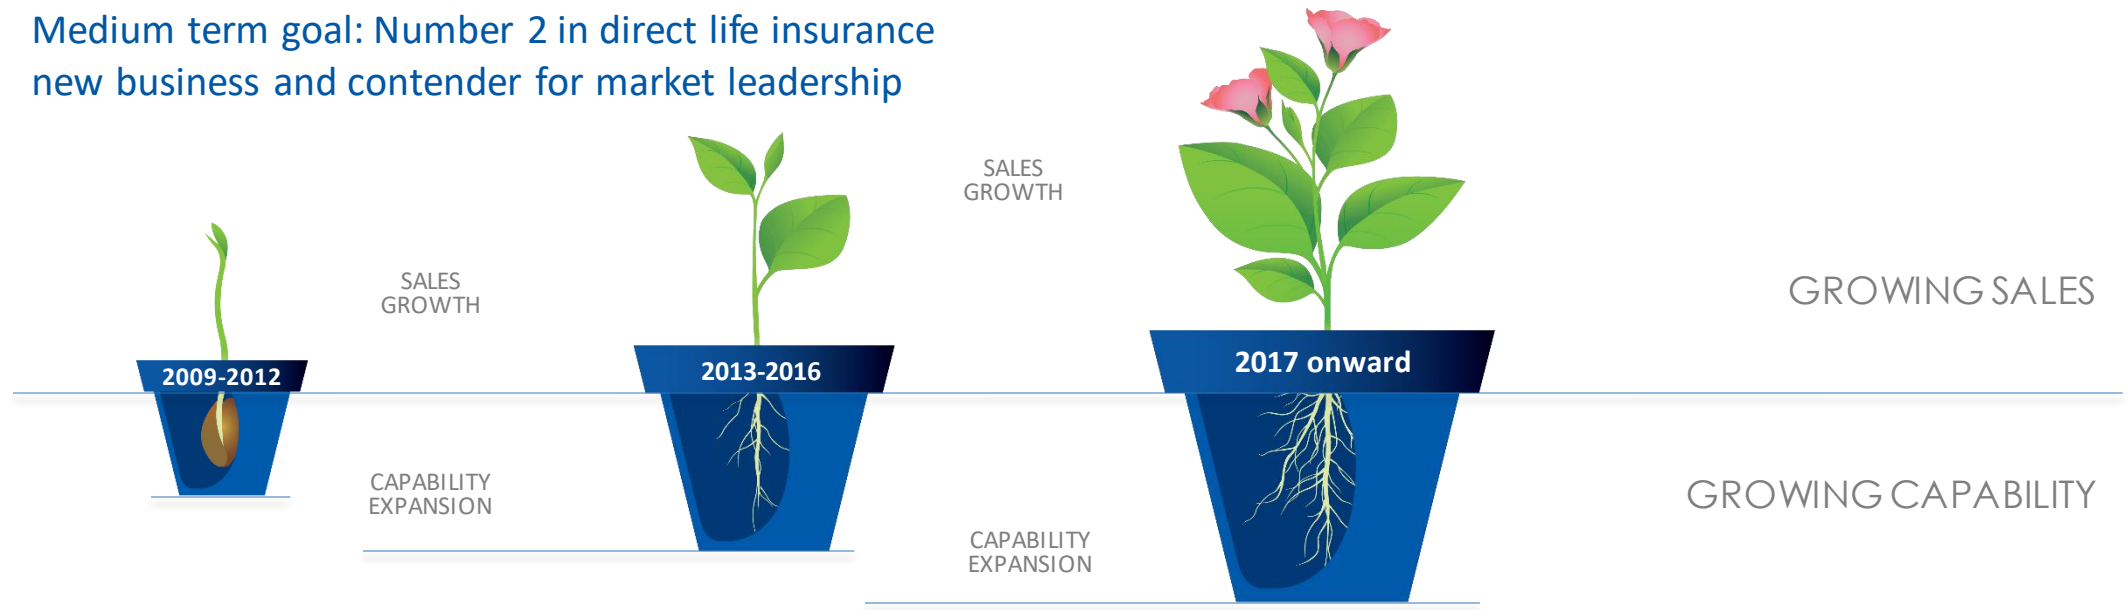 Medium term goal: Number 2 in direct life insurance
new business and contender for market leadership
SALES
GROWTH
SALES
GROWTH
GROWING SALES
2009-2012
2013-2016
2017 onward
CAPABILITY
EXPANSION
CAPABILITY
EXPANSION
GROWING CAPABILITY